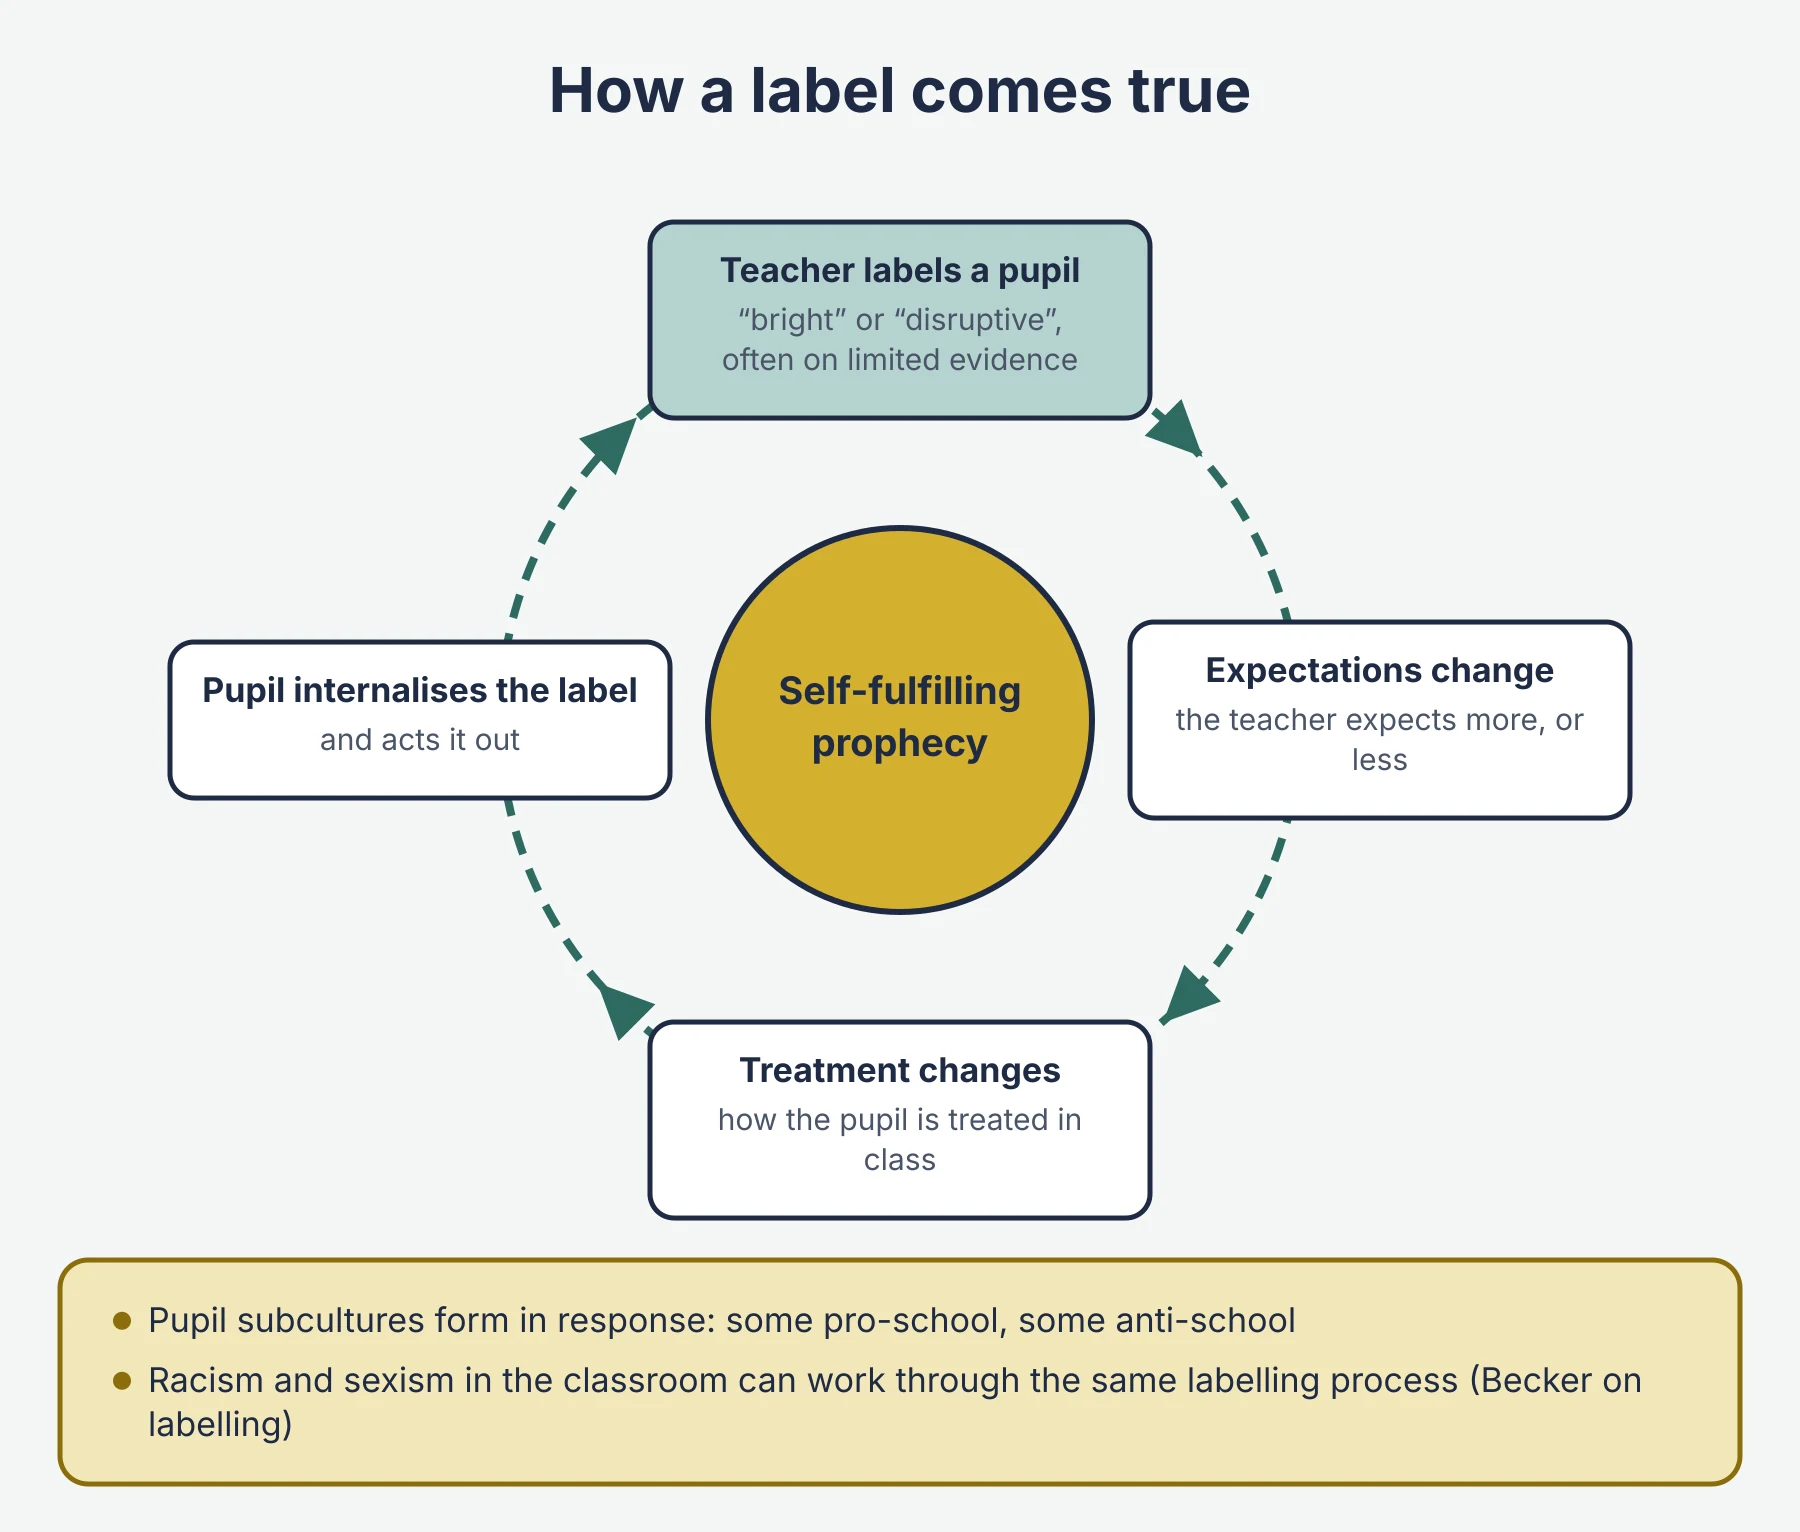 How a label comes true
Teacher labels a pupil
“bright” or “disruptive”,
often on limited evidence
Pupil internalises the label
and acts it out
Self-fulfilling
prophecy
Expectations change
the teacher expects more, or
less
Treatment changes
how the pupil is treated in
class
Pupil subcultures form in response: some pro-school, some anti-school
Racism and sexism in the classroom can work through the same labelling process (Becker on
labelling)